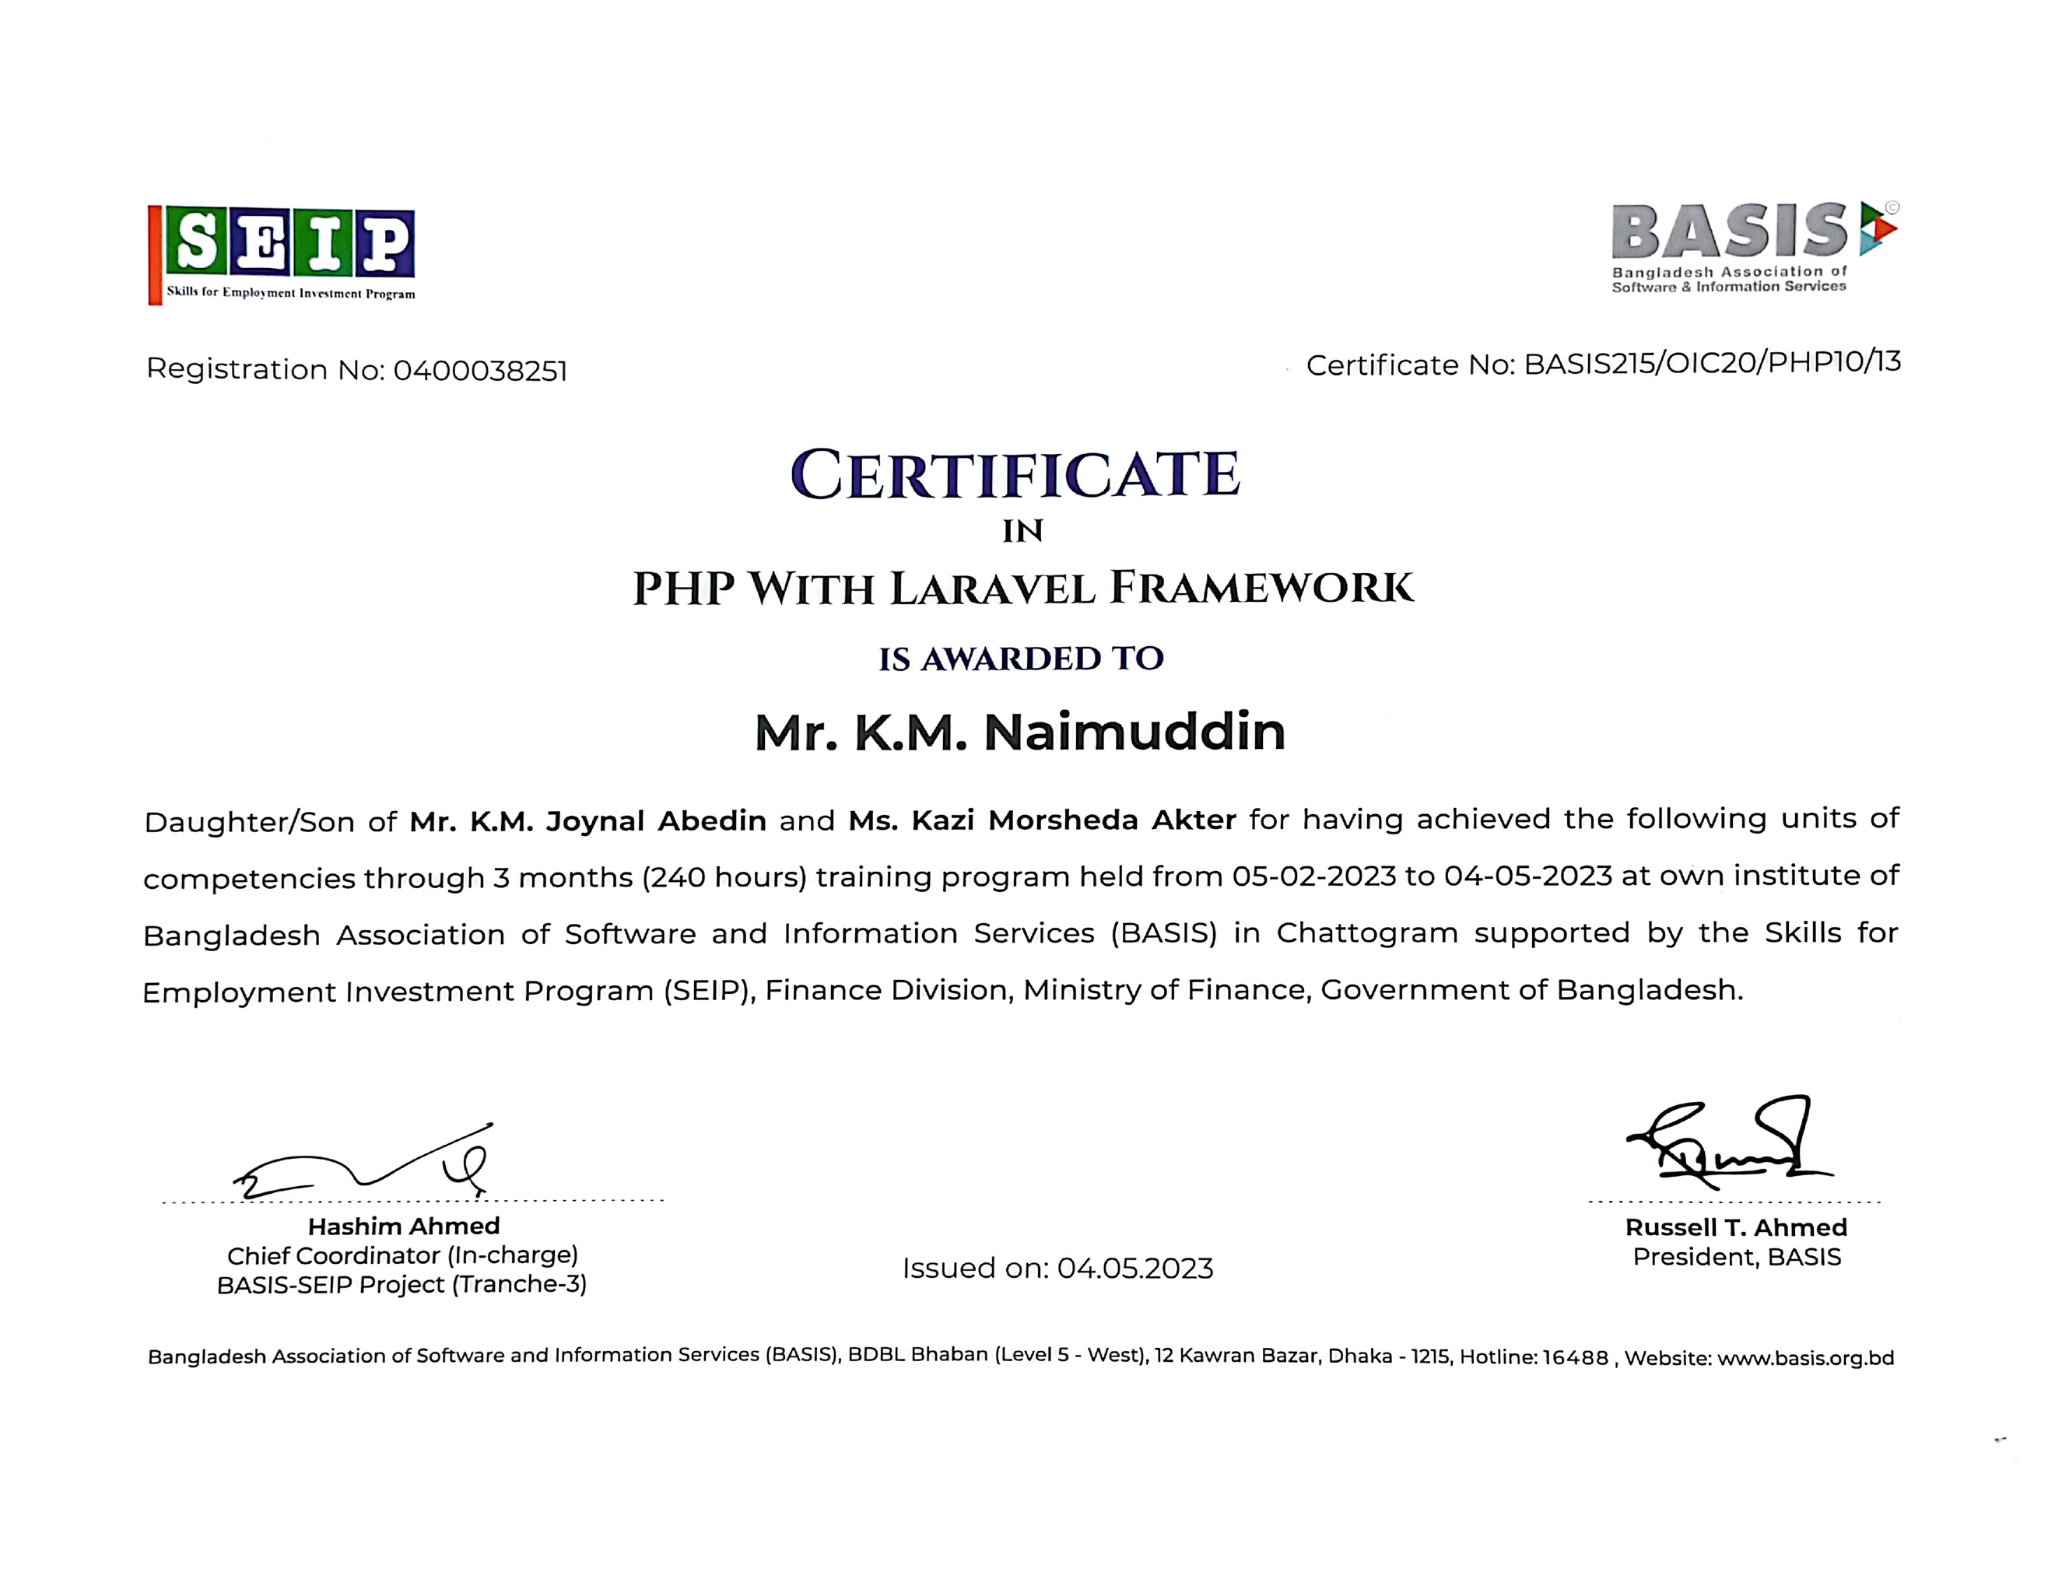 SEIP
Skills for Employment Investment Program
BASIS ©
Bangladesh Association of
Software & Information Services
Registration No: 0400038251
Certificate No: BASIS215/OIC20/PHP10/13
CERTIFICATE
IN
PHP WITH LARAVEL FRAMEWORK
IS AWARDED TO
Mr. K.M. Naimuddin
Daughter/Son of Mr. K.M. Joynal Abedin and Ms. Kazi Morsheda Akter for having achieved the following units of
competencies through 3 months (240 hours) training program held from 05-02-2023 to 04-05-2023 at own institute of
Bangladesh Association of Software and Information Services (BASIS) in Chattogram supported by the Skills for
Employment Investment Program (SEIP), Finance Division, Ministry of Finance, Government of Bangladesh.
Hashim Ahmed
Chief Coordinator (In-charge)
BASIS-SEIP Project (Tranche-3)
Issued on: 04.05.2023
Russell T. Ahmed
President, BASIS
Bangladesh Association of Software and Information Services (BASIS), BDBL Bhaban (Level 5 - West), 12 Kawran Bazar, Dhaka - 1215, Hotline: 16488 , Website: www.basis.org.bd